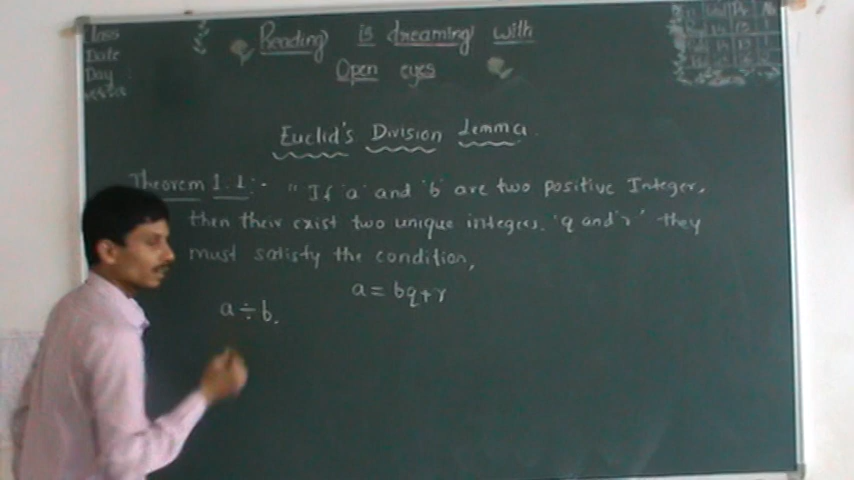 Class
Date
Day
Reading is dreaming with
Open eyes
Euclid's Division Lemma.
Theorem 1.1:- "If 'a' and 'b' are two positive Integer,
then their exist two unique integers. 'q and r' they
must satisfy the condition,
a = bq+r
a ÷ b.